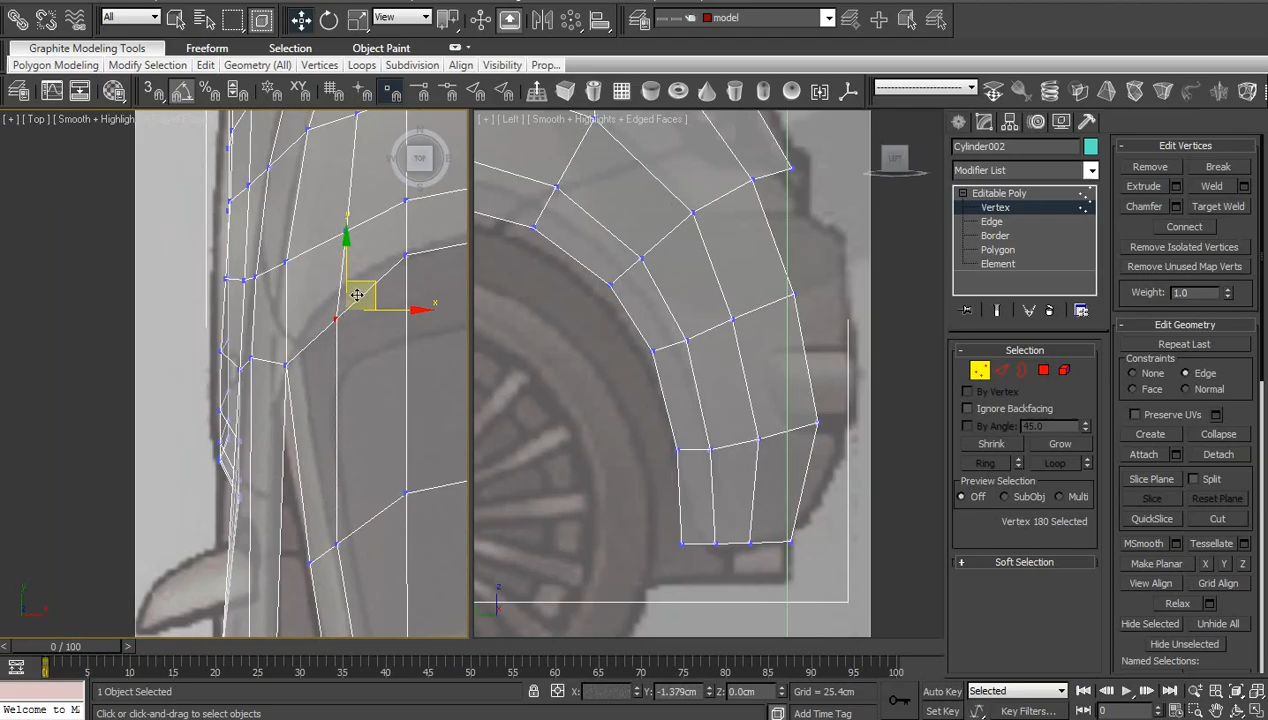 All
View
model
Graphite Modeling Tools Freeform Selection Object Paint
Polygon Modeling Modify Selection Edit Geometry (All) Vertices Loops Subdivision Align Visibility Prop...
3 % XY
[ + ] [ Top ] [ Smooth + Highlig
TOP
x
y
x
[ + ] [ Left ] [ Smooth + Highlights + Edged Faces ]
LEFT
z
x
Cylinder002
Modifier List
Editable Poly
Vertex
Edge
Border
Polygon
Element
Selection
By Vertex
Ignore Backfacing
By Angle: 45.0
Shrink Grow
Ring Loop
Preview Selection
Off SubObj Multi
Vertex 180 Selected
Soft Selection
Edit Vertices
Remove Break
Extrude Weld
Chamfer Target Weld
Connect
Remove Isolated Vertices
Remove Unused Map Verts
Weight: 1.0
Edit Geometry
Repeat Last
Constraints
None Edge
Face Normal
Preserve UVs
Create Collapse
Attach Detach
Slice Plane Split
Slice Reset Plane
QuickSlice Cut
MSmooth Tessellate
Make Planar X Y Z
View Align Grid Align
Relax
Hide Selected Unhide All
Hide Unselected
Named Selections:
< 0 / 100 >
0 5 10 15 20 25 30 35 40 45 50 55 60 65 70 75 80 85 90 95 100
1 Object Selected X: Y: -1.379cm Z: 0.0cm Grid = 25.4cm Auto Key Selected
Welcome to M Click or click-and-drag to select objects Add Time Tag Set Key Key Filters... 0